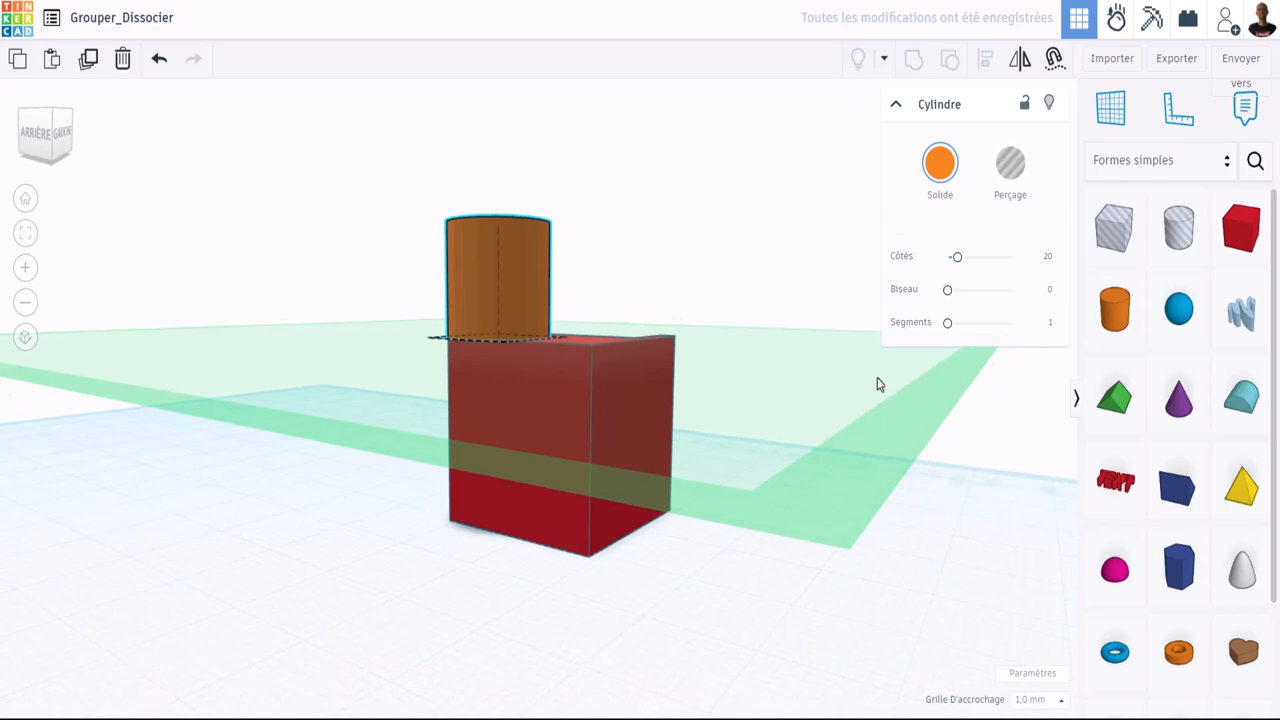 TIN
KER
CAD
Grouper_Dissocier
Toutes les modifications ont été enregistrées
Importer
Exporter
Envoyer vers
ARRIÈRE
GAUCHE
Cylindre
Solide
Perçage
Côtés
20
Biseau
0
Segments
1
Formes simples
TEXT
Paramètres
Grille D'accrochage
1,0 mm